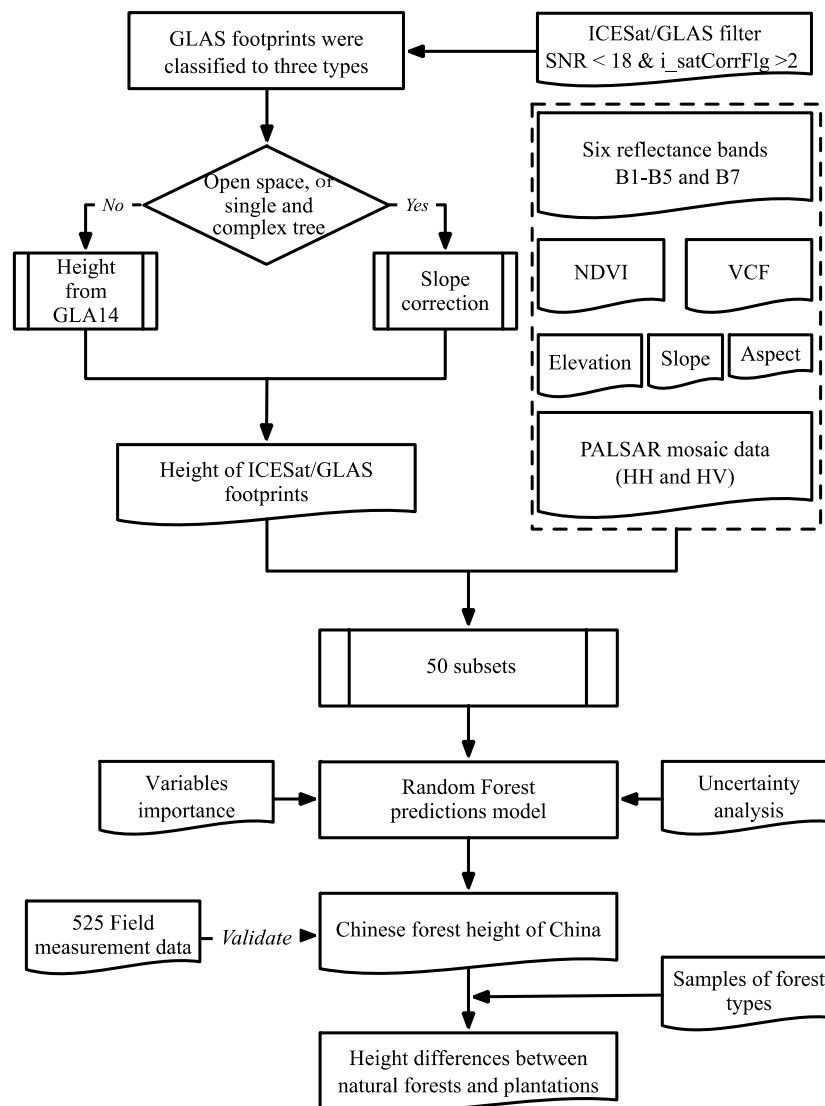 GLAS footprints were
classified to three types
ICESat/GLAS filter
SNR < 18 & i_satCorrFlg >2
Six reflectance bands
B1-B5 and B7
Open space, or
single and
complex tree
No
Yes
Height
from
GLA14
Slope
correction
NDVI
VCF
Elevation
Slope
Aspect
PALSAR mosaic data
(HH and HV)
Height of ICESat/GLAS
footprints
50 subsets
Variables
importance
Random Forest
predictions model
Uncertainty
analysis
525 Field
measurement data
Validate
Chinese forest height of China
Samples of forest
types
Height differences between
natural forests and plantations